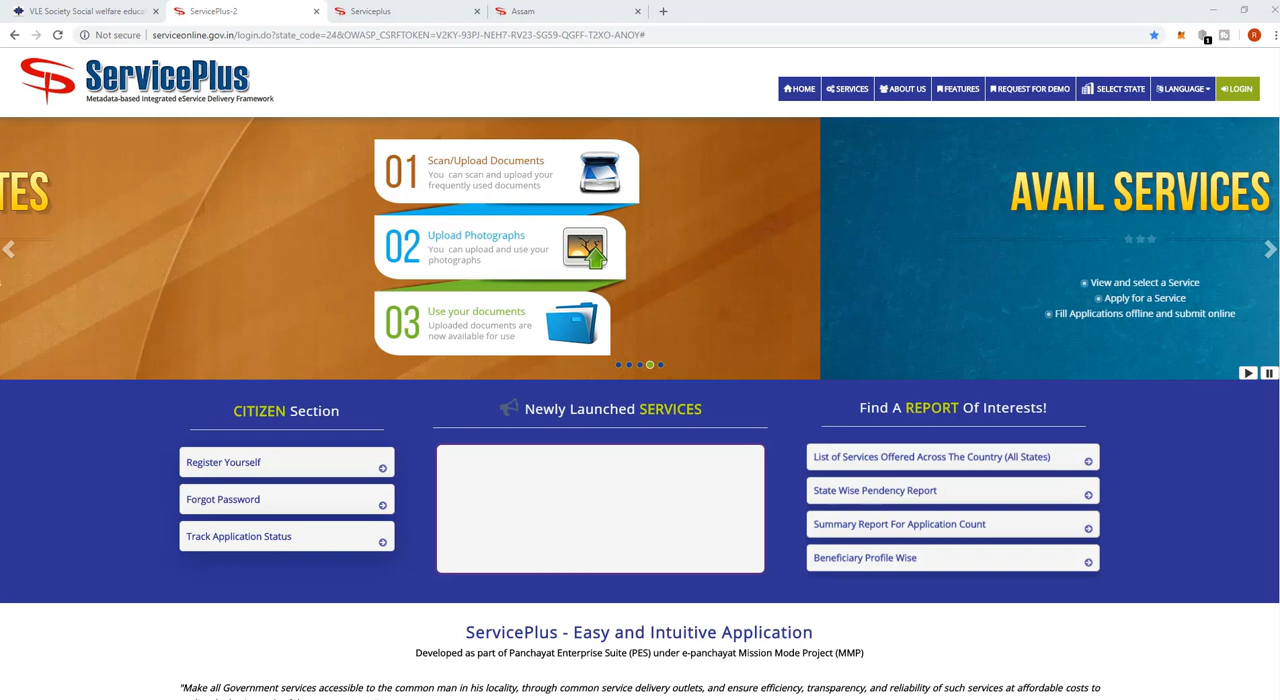 VLE Society Social welfare educa
ServicePlus-2
Serviceplus
Assam
Not secure
serviceonline.gov.in/login.do?state_code=24&OWASP_CSRFTOKEN=V2KY-93PJ-NEH7-RV23-SG59-QGFF-T2XO-ANOY#
1
R
ServicePlus
Metadata-based Integrated eService Delivery Framework
HOME
SERVICES
ABOUT US
FEATURES
REQUEST FOR DEMO
SELECT STATE
LANGUAGE
LOGIN
TES
01
Scan/Upload Documents
You can scan and upload your
frequently used documents
02
Upload Photographs
You can upload and use your
photographs
03
Use your documents
Uploaded documents are
now available for use
AVAIL SERVICES
View and select a Service
Apply for a Service
Fill Applications offline and submit online
CITIZEN Section
Register Yourself
Forgot Password
Track Application Status
Newly Launched SERVICES
Find A REPORT Of Interests!
List of Services Offered Across The Country (All States)
State Wise Pendency Report
Summary Report For Application Count
Beneficiary Profile Wise
ServicePlus - Easy and Intuitive Application
Developed as part of Panchayat Enterprise Suite (PES) under e-panchayat Mission Mode Project (MMP)
"Make all Government services accessible to the common man in his locality, through common service delivery outlets, and ensure efficiency, transparency, and reliability of such services at affordable costs to